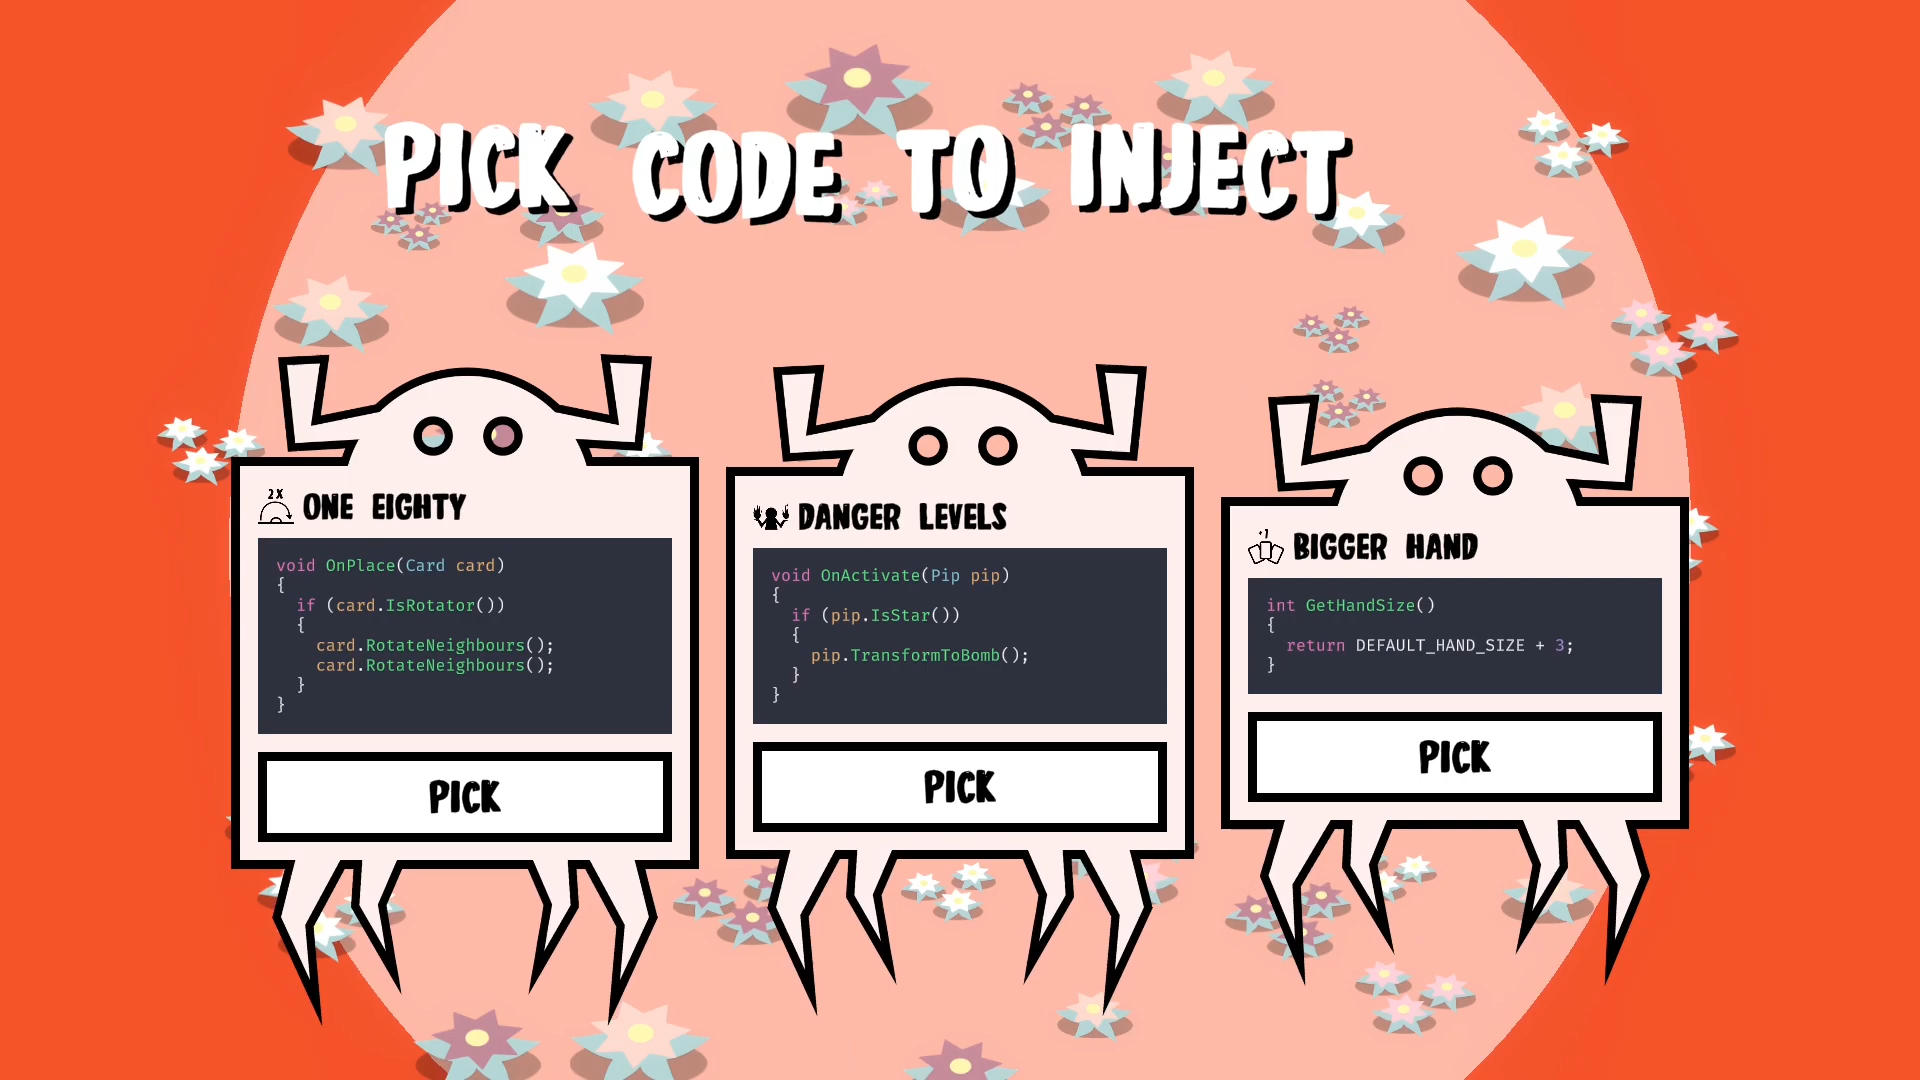 PICK CODE TO INJECT
2X
ONE EIGHTY
void OnPlace(Card card)
{
  if (card.IsRotator())
  {
    card.RotateNeighbours();
    card.RotateNeighbours();
  }
}
PICK
DANGER LEVELS
void OnActivate(Pip pip)
{
  if (pip.IsStar())
  {
    pip.TransformToBomb();
  }
}
PICK
+1
BIGGER HAND
int GetHandSize()
{
  return DEFAULT_HAND_SIZE + 3;
}
PICK